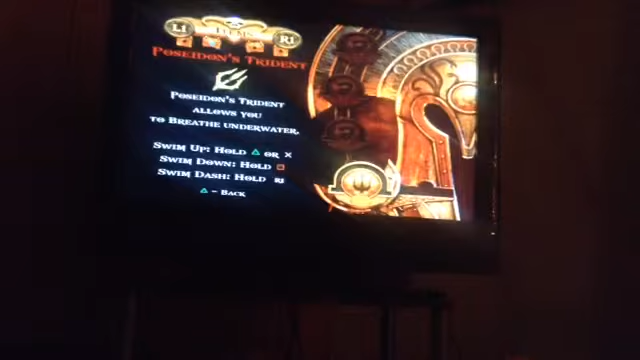 L1 R1
Poseidon's Trident
Poseidon's Trident
allows you
to Breathe underwater.
Swim Up: Hold △ or X
Swim Down: Hold □
Swim Dash: Hold R1
△ - Back